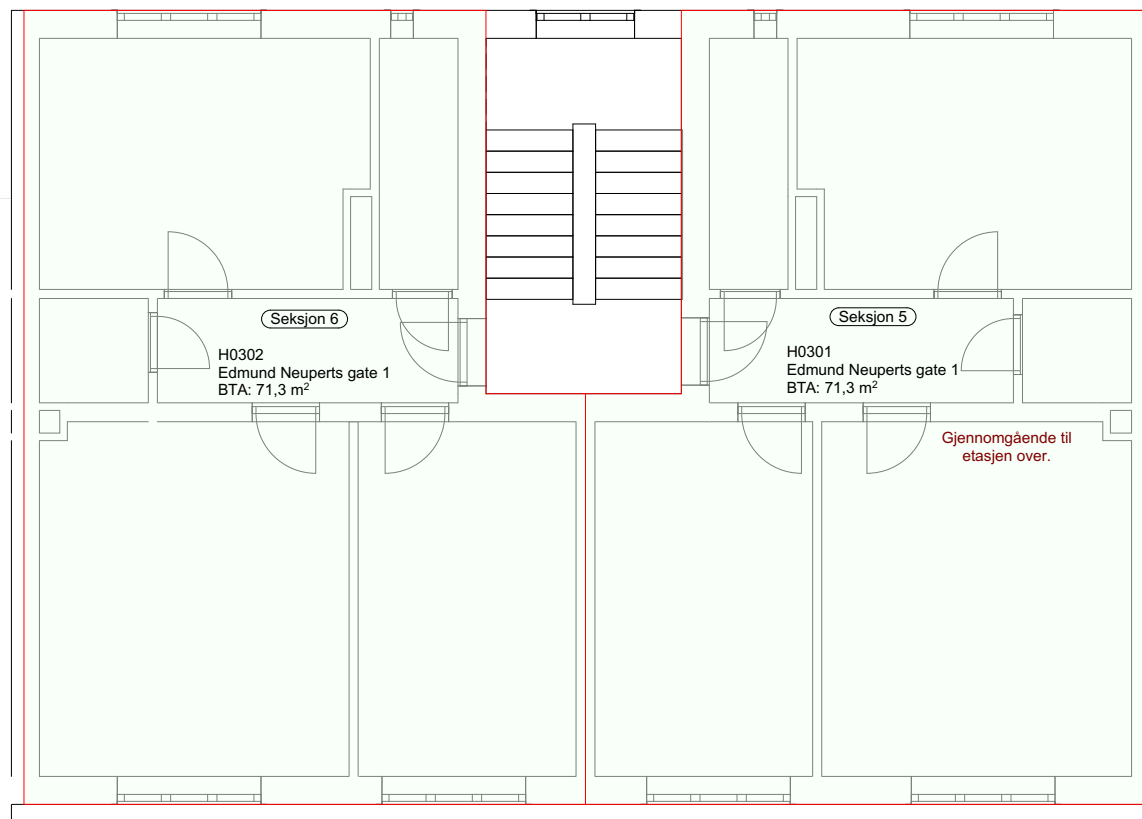 Seksjon 6
H0302
Edmund Neuperts gate 1
BTA: 71,3 m²
Seksjon 5
H0301
Edmund Neuperts gate 1
BTA: 71,3 m²
Gjennomgående til
etasjen over.